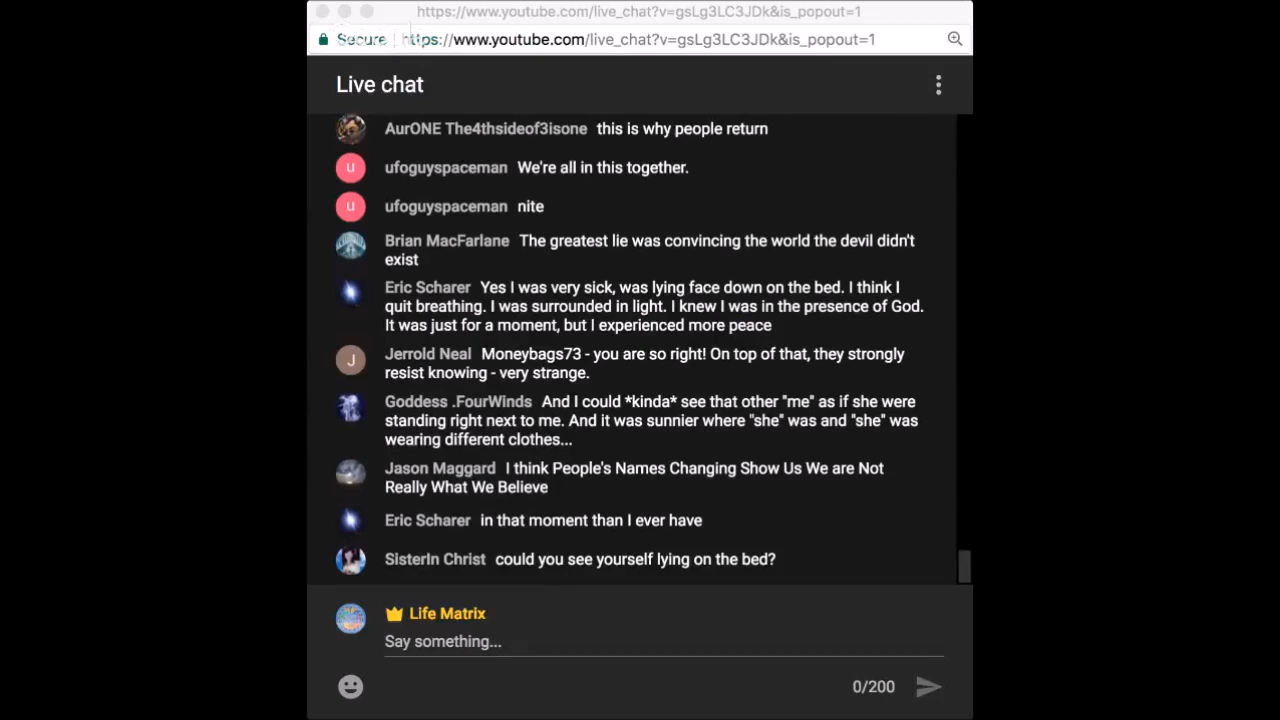 https://www.youtube.com/live_chat?v=gsLg3LC3JDk&is_popout=1
Secure https://www.youtube.com/live_chat?v=gsLg3LC3JDk&is_popout=1
Live chat
AurONE The4thsideof3isone this is why people return
u ufoguyspaceman We're all in this together.
u ufoguyspaceman nite
Brian MacFarlane The greatest lie was convincing the world the devil didn't
exist
Eric Scharer Yes I was very sick, was lying face down on the bed. I think I
quit breathing. I was surrounded in light. I knew I was in the presence of God.
It was just for a moment, but I experienced more peace
J Jerrold Neal Moneybags73 - you are so right! On top of that, they strongly
resist knowing - very strange.
Goddess .FourWinds And I could *kinda* see that other "me" as if she were
standing right next to me. And it was sunnier where "she" was and "she" was
wearing different clothes...
Jason Maggard I think People's Names Changing Show Us We are Not
Really What We Believe
Eric Scharer in that moment than I ever have
SisterIn Christ could you see yourself lying on the bed?
Life Matrix
Say something...
0/200